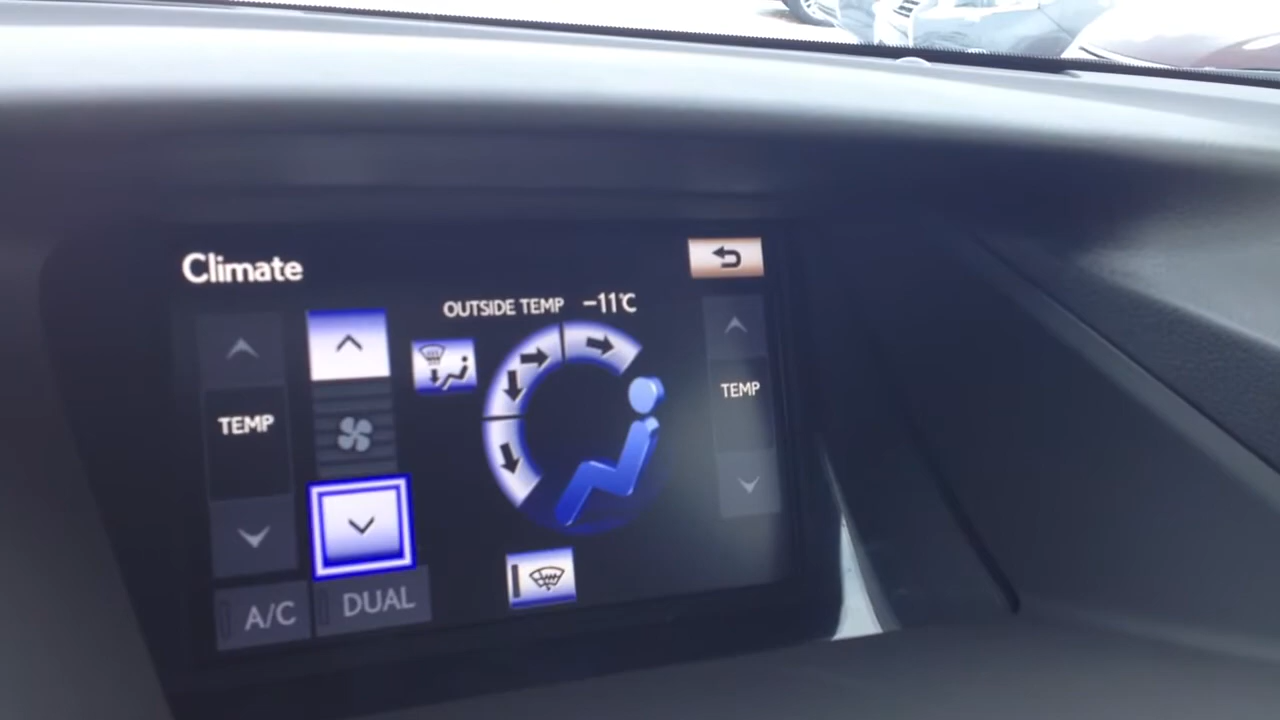 Climate
OUTSIDE TEMP -11°C
TEMP
TEMP
A/C
DUAL